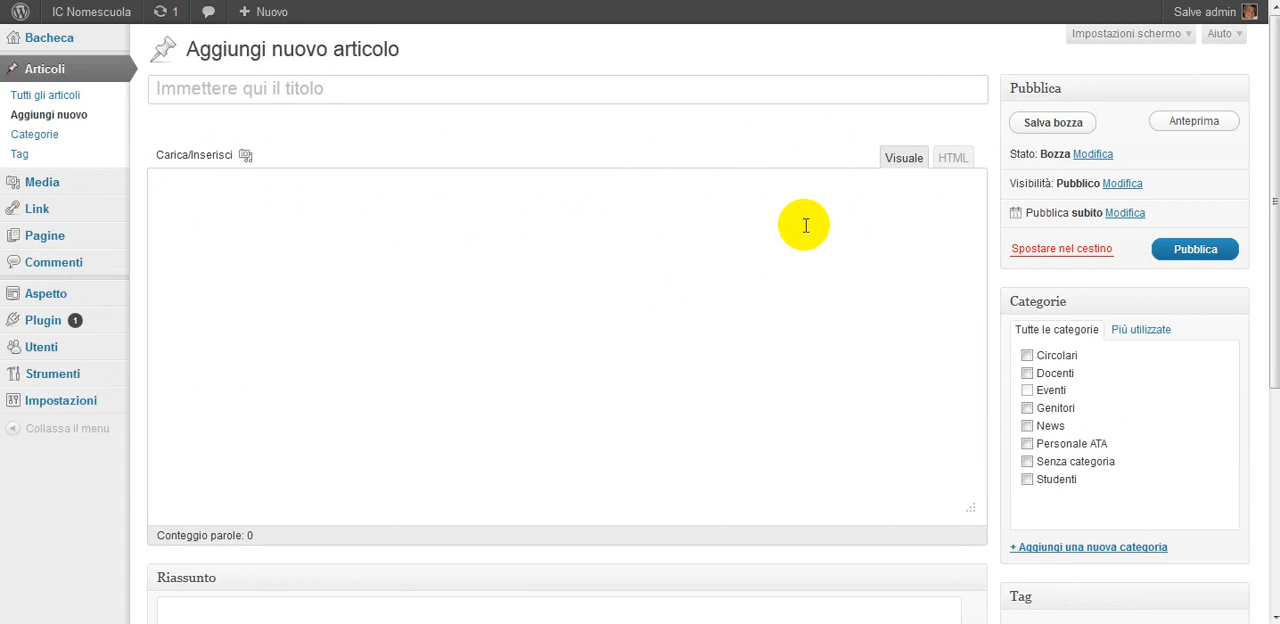 IC Nomescuola 1 + Nuovo Salve admin
Bacheca
Articoli
Tutti gli articoli
Aggiungi nuovo
Categorie
Tag
Media
Link
Pagine
Commenti
Aspetto
Plugin 1
Utenti
Strumenti
Impostazioni
Collassa il menu
Impostazioni schermo Aiuto
Aggiungi nuovo articolo
Immettere qui il titolo
Carica/Inserisci
Visuale HTML
Conteggio parole: 0
Riassunto
Pubblica
Salva bozza Anteprima
Stato: Bozza Modifica
Visibilità: Pubblico Modifica
Pubblica subito Modifica
Spostare nel cestino Pubblica
Categorie
Tutte le categorie Più utilizzate
Circolari
Docenti
Eventi
Genitori
News
Personale ATA
Senza categoria
Studenti
+ Aggiungi una nuova categoria
Tag